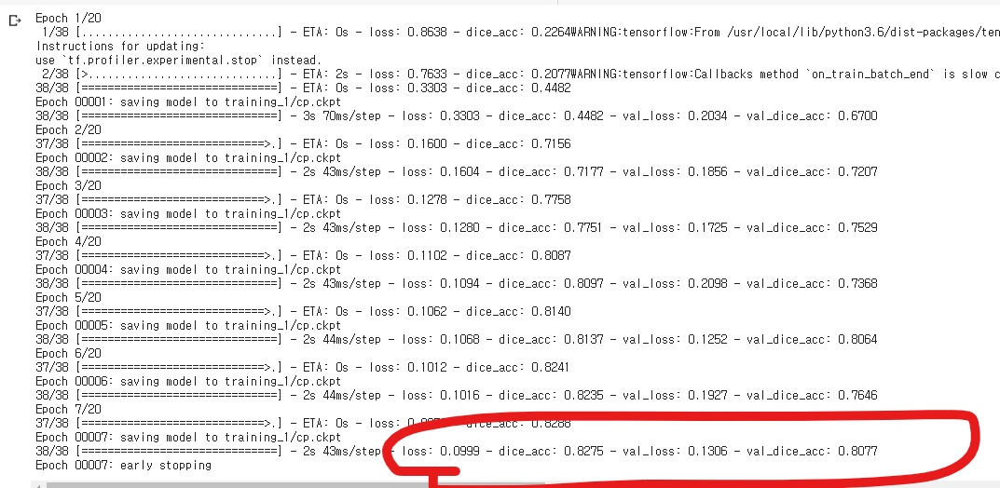 Epoch 1/20
1/38 [..............................] - ETA: 0s - loss: 0.8638 - dice_acc: 0.2264WARNING:tensorflow:From /usr/local/lib/python3.6/dist-packages/ten
Instructions for updating:
use `tf.profiler.experimental.stop` instead.
2/38 [>.............................] - ETA: 2s - loss: 0.7633 - dice_acc: 0.2077WARNING:tensorflow:Callbacks method `on_train_batch_end` is slow c
38/38 [==============================] - ETA: 0s - loss: 0.3303 - dice_acc: 0.4482
Epoch 00001: saving model to training_1/cp.ckpt
38/38 [==============================] - 3s 70ms/step - loss: 0.3303 - dice_acc: 0.4482 - val_loss: 0.2034 - val_dice_acc: 0.6700
Epoch 2/20
37/38 [============================>.] - ETA: 0s - loss: 0.1600 - dice_acc: 0.7156
Epoch 00002: saving model to training_1/cp.ckpt
38/38 [==============================] - 2s 43ms/step - loss: 0.1604 - dice_acc: 0.7177 - val_loss: 0.1856 - val_dice_acc: 0.7207
Epoch 3/20
37/38 [============================>.] - ETA: 0s - loss: 0.1278 - dice_acc: 0.7758
Epoch 00003: saving model to training_1/cp.ckpt
38/38 [==============================] - 2s 43ms/step - loss: 0.1280 - dice_acc: 0.7751 - val_loss: 0.1725 - val_dice_acc: 0.7529
Epoch 4/20
37/38 [============================>.] - ETA: 0s - loss: 0.1102 - dice_acc: 0.8087
Epoch 00004: saving model to training_1/cp.ckpt
38/38 [==============================] - 2s 43ms/step - loss: 0.1094 - dice_acc: 0.8097 - val_loss: 0.2098 - val_dice_acc: 0.7368
Epoch 5/20
37/38 [============================>.] - ETA: 0s - loss: 0.1062 - dice_acc: 0.8140
Epoch 00005: saving model to training_1/cp.ckpt
38/38 [==============================] - 2s 44ms/step - loss: 0.1068 - dice_acc: 0.8137 - val_loss: 0.1252 - val_dice_acc: 0.8064
Epoch 6/20
37/38 [============================>.] - ETA: 0s - loss: 0.1012 - dice_acc: 0.8241
Epoch 00006: saving model to training_1/cp.ckpt
38/38 [==============================] - 2s 44ms/step - loss: 0.1016 - dice_acc: 0.8235 - val_loss: 0.1927 - val_dice_acc: 0.7646
Epoch 7/20
37/38 [============================>.] - ETA: 0s - loss: dice_acc: 0.8288
Epoch 00007: saving model to training_1/cp.ckpt
38/38 [==============================] - 2s 43ms/step - loss: 0.0999 - dice_acc: 0.8275 - val_loss: 0.1306 - val_dice_acc: 0.8077
Epoch 00007: early stopping